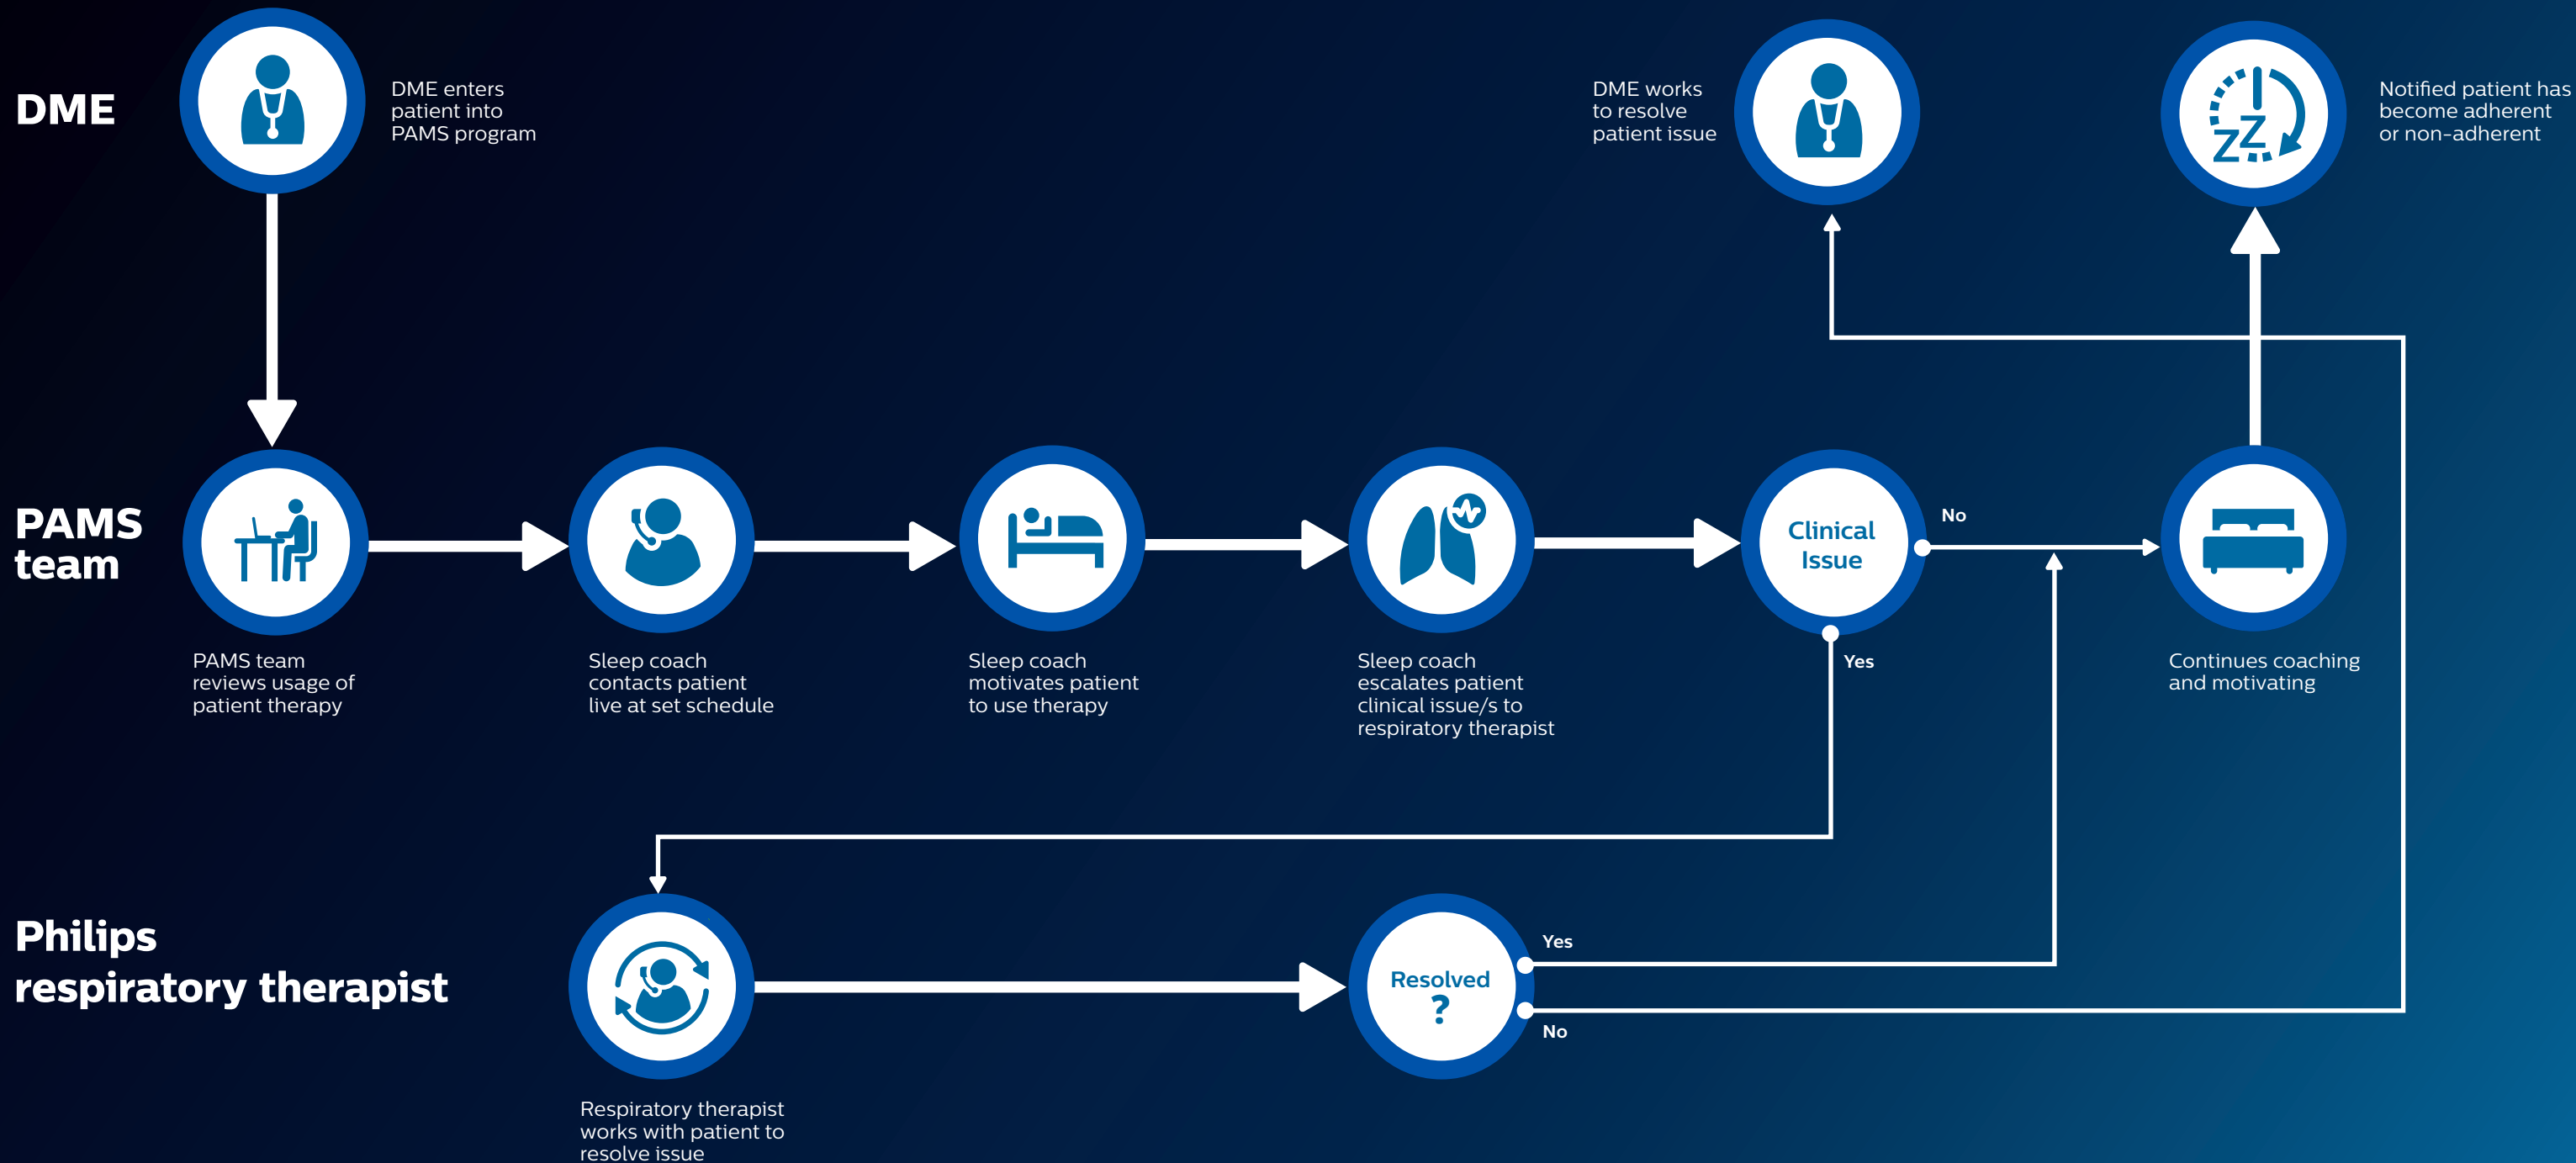 DME
DME enters
patient into
PAMS program
DME works
to resolve
patient issue
ZZ
Notified patient has
become adherent
or non-adherent
PAMS
team
PAMS team
reviews usage of
patient therapy
Sleep coach
contacts patient
live at set schedule
Sleep coach
motivates patient
to use therapy
Sleep coach
escalates patient
clinical issue/s to
respiratory therapist
Clinical
Issue
No
Yes
Continues coaching
and motivating
Philips
respiratory therapist
Respiratory therapist
works with patient to
resolve issue
Resolved
?
Yes
No